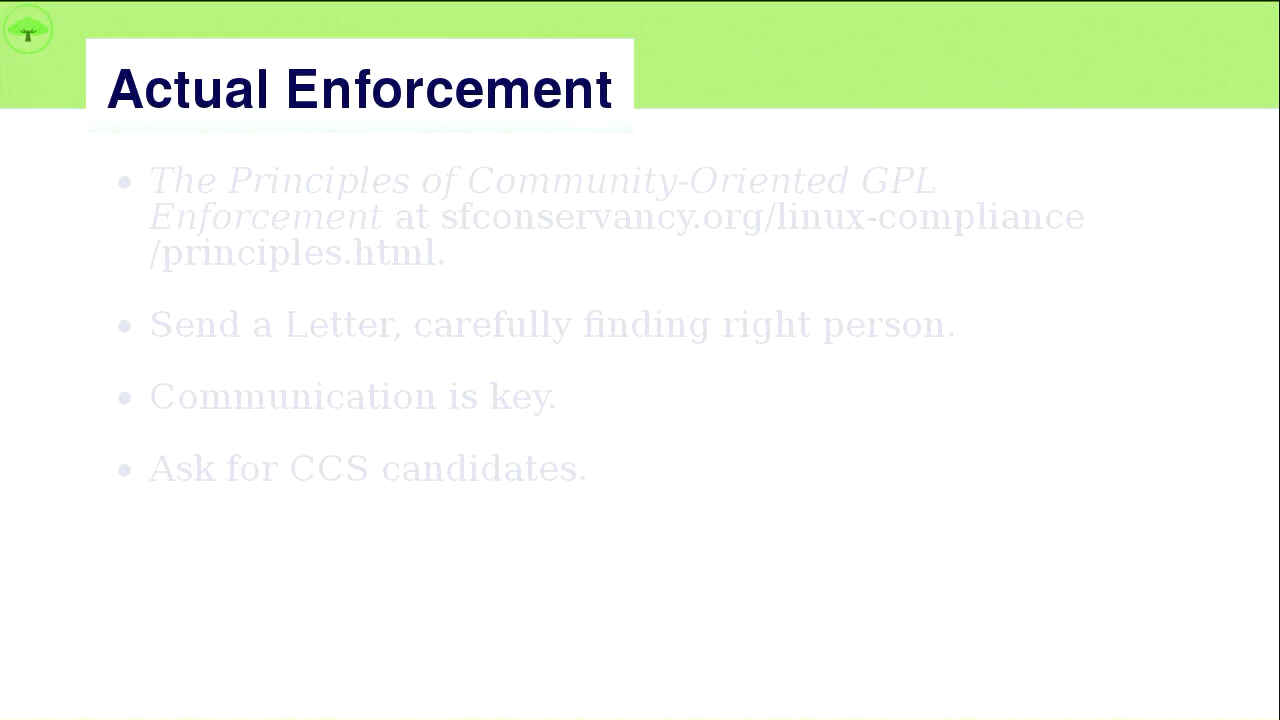 Actual Enforcement
• The Principles of Community-Oriented GPL
Enforcement at sfconservancy.org/linux-compliance
/principles.html.
• Send a Letter, carefully finding right person.
• Communication is key.
• Ask for CCS candidates.